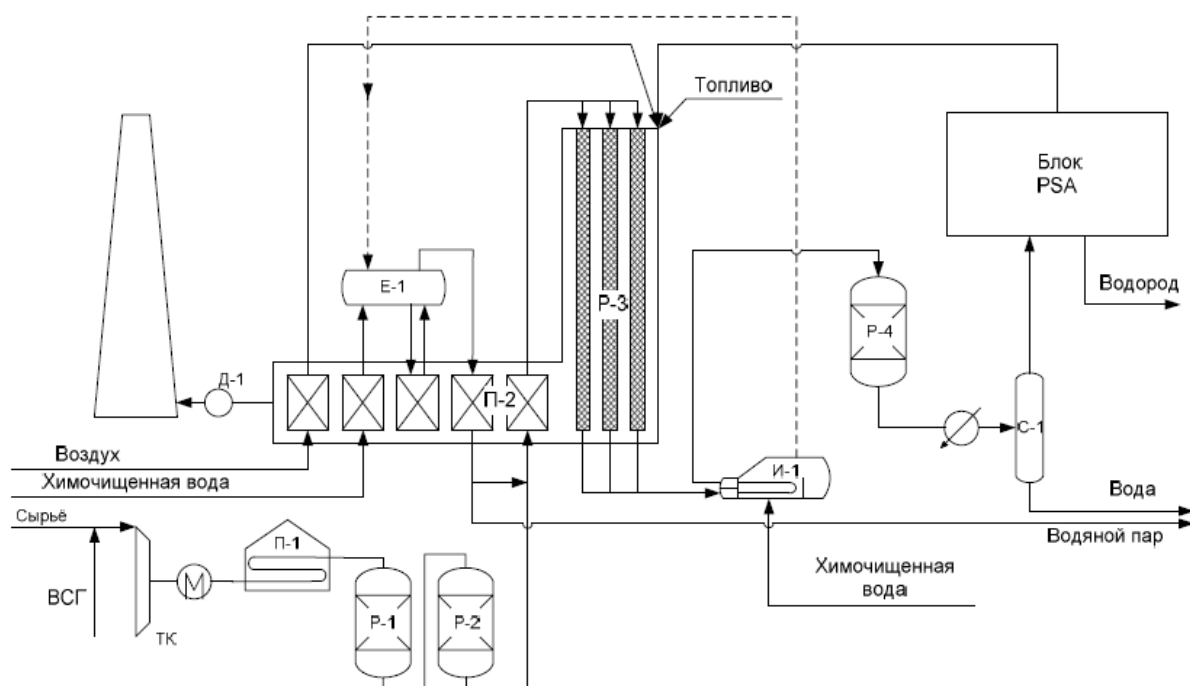 Топливо
Блок
PSA
Е-1
Р-3
Р-4
Водород
Д-1
П-2
С-1
И-1
Воздух
Химочищенная вода
Вода
Водяной пар
Сырьё
П-1
Химочищенная
вода
ВСГ
М
ТК
Р-1
Р-2